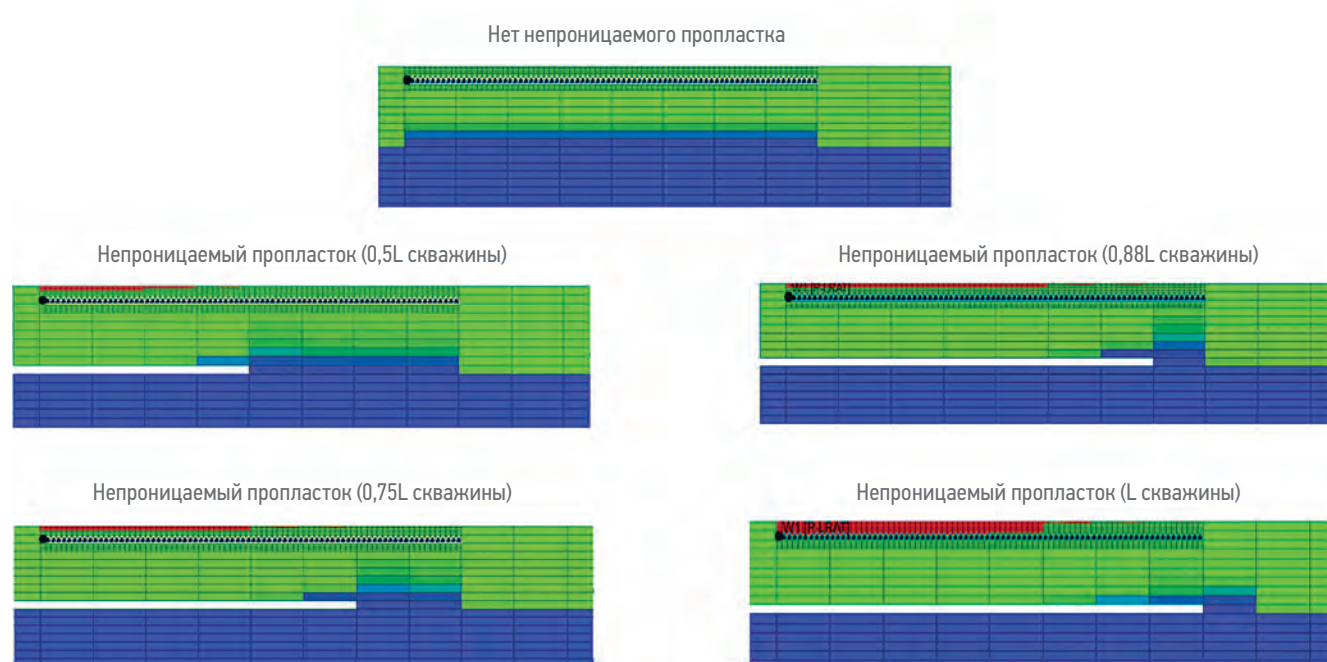 Нет непроницаемого пропластка
Непроницаемый пропласток (0,5L скважины)
Непроницаемый пропласток (0,88L скважины)
Непроницаемый пропласток (0,75L скважины)
Непроницаемый пропласток (L скважины)